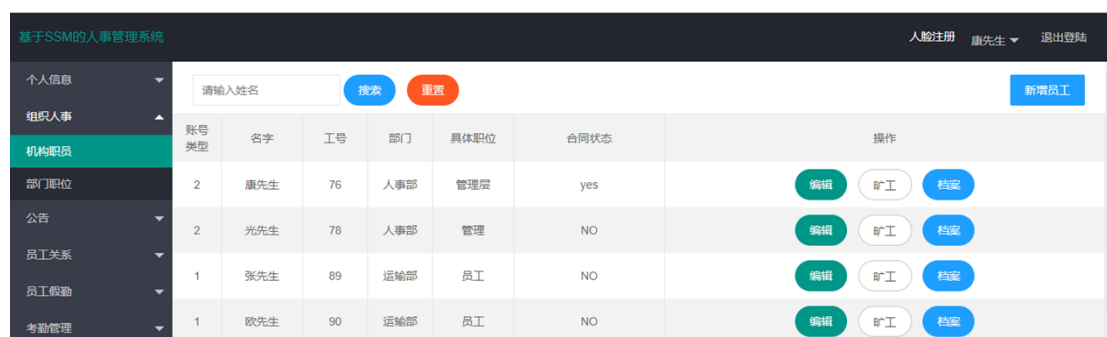 基于SSM的人事管理系统 人脸注册 康先生 退出登陆
个人信息
组织人事
机构职员
部门职位
公告
员工关系
员工假勤
考勤管理
请输入姓名 搜索 重置 新增员工
账号类型 名字 工号 部门 具体职位 合同状态 操作
2 康先生 76 人事部 管理层 yes 编辑 旷工 档案
2 光先生 78 人事部 管理 NO 编辑 旷工 档案
1 张先生 89 运输部 员工 NO 编辑 旷工 档案
1 欧先生 90 运输部 员工 NO 编辑 旷工 档案